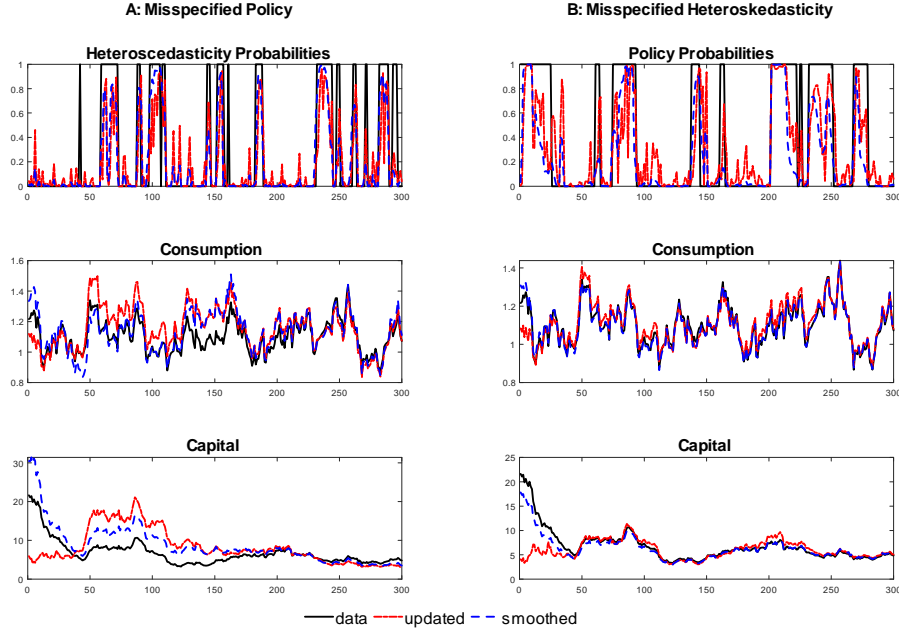 A: Misspecified Policy
B: Misspecified Heteroskedasticity
Heteroscedasticity Probabilities
1
0.8
0.6
0.4
0.2
0
0 50 100 150 200 250 300
Policy Probabilities
1
0.8
0.6
0.4
0.2
0
0 50 100 150 200 250 300
Consumption
1.6
1.4
1.2
1
0.8
0 50 100 150 200 250 300
Consumption
1.4
1.2
1
0.8
0 50 100 150 200 250 300
Capital
30
20
10
0
0 50 100 150 200 250 300
Capital
25
20
15
10
5
0
0 50 100 150 200 250 300
data updated smoothed